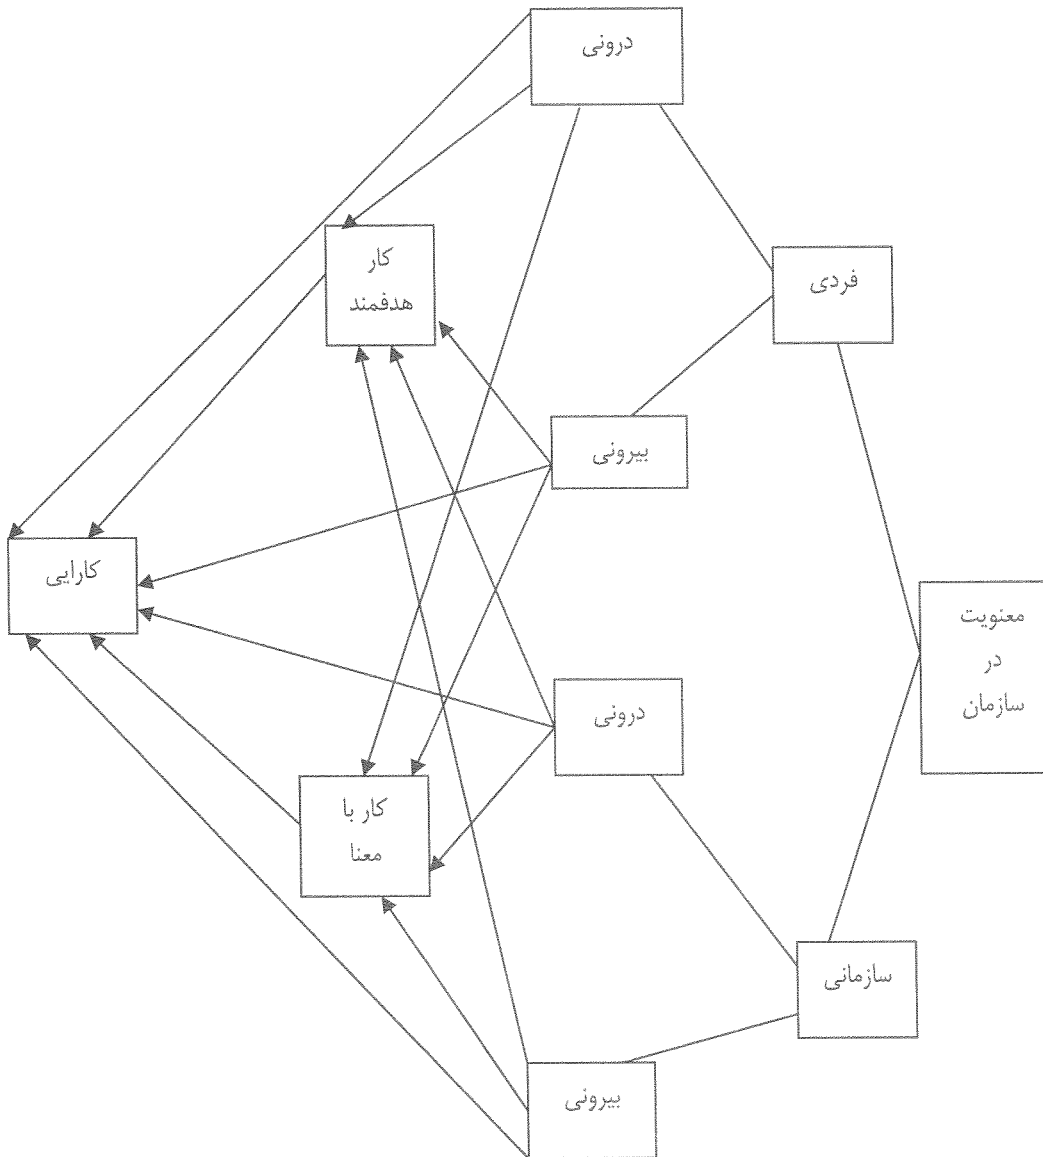 درونی
کار
هدفمند
فردی
بیرونی
کارایی
معنویت
در
سازمان
درونی
کار با
معنا
سازمانی
بیرونی